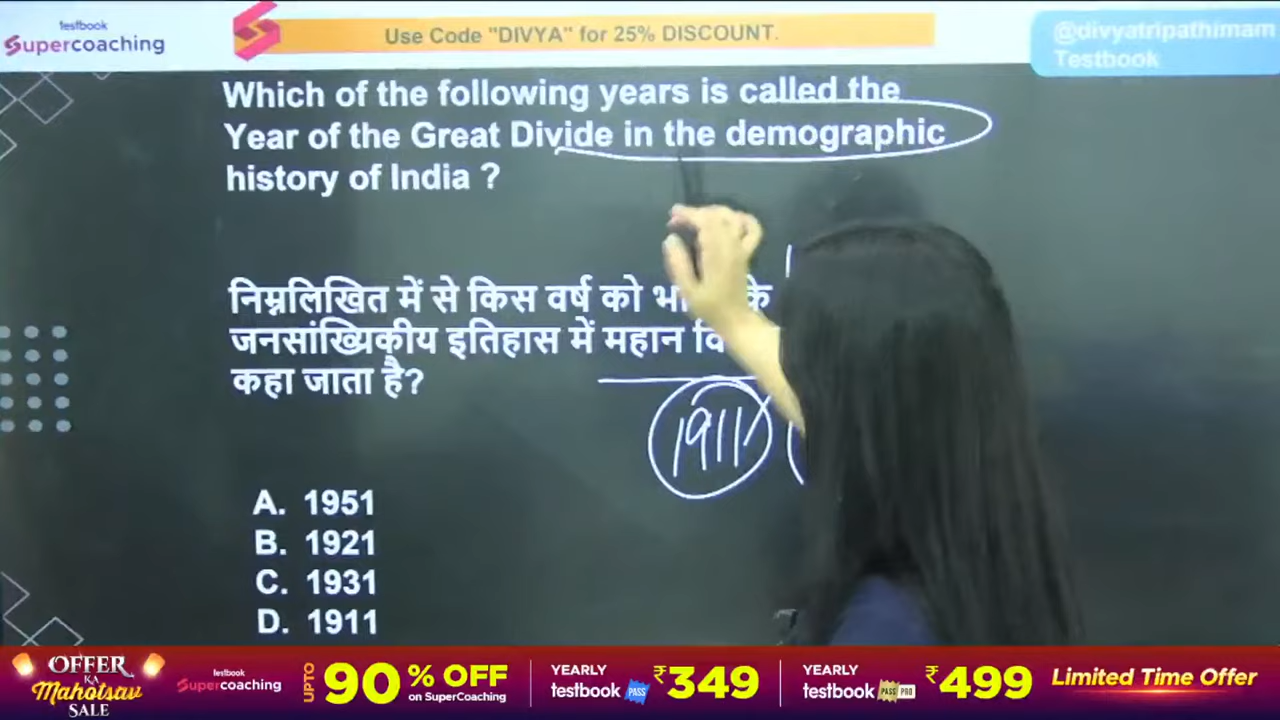 testbook
Supercoaching
Use Code "DIVYA" for 25% DISCOUNT.
@divyatripathimam
Testbook
Which of the following years is called the
Year of the Great Divide in the demographic
history of India ?
निम्नलिखित में से किस वर्ष को
जनसांख्यिकीय इतिहास में महान
कहा जाता है?
1911
A. 1951
B. 1921
C. 1931
D. 1911
OFFER
KA
Mahotsav
SALE
testbook
Supercoaching
UPTO
90% OFF
on SuperCoaching
YEARLY
testbook PASS
₹349
YEARLY
testbook PASS PRO
₹499
Limited Time Offer